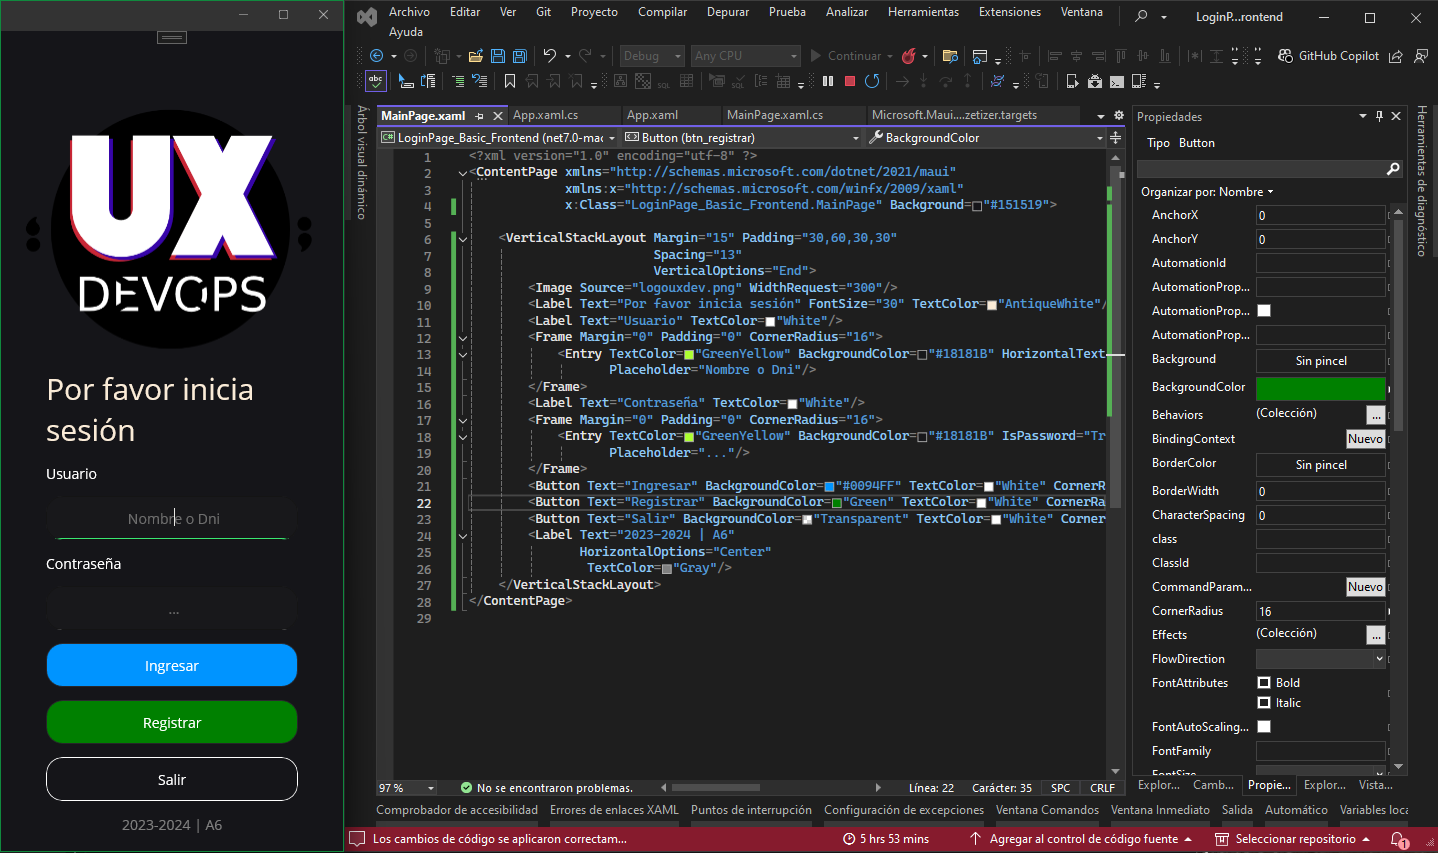 UX
DEVOPS
Por favor inicia
sesión
Usuario
Nombre o Dni
Contraseña
...
Ingresar
Registrar
Salir
2023-2024 | A6
Archivo Editar Ver Git Proyecto Compilar Depurar Prueba Analizar Herramientas Extensiones Ventana
Ayuda
LoginP...rontend
Debug Any CPU Continuar GitHub Copilot
abc
SQL
Árbol visual dinámico
MainPage.xaml App.xaml.cs App.xaml MainPage.xaml.cs Microsoft.Maui....zetizer.targets
C# LoginPage_Basic_Frontend (net7.0-mac Button (btn_registrar) BackgroundColor
1 <?xml version="1.0" encoding="utf-8" ?>
2 <ContentPage xmlns="http://schemas.microsoft.com/dotnet/2021/maui"
3 xmlns:x="http://schemas.microsoft.com/winfx/2009/xaml"
4 x:Class="LoginPage_Basic_Frontend.MainPage" Background="#151519">
5
6 <VerticalStackLayout Margin="15" Padding="30,60,30,30"
7 Spacing="13"
8 VerticalOptions="End">
9 <Image Source="logouxdev.png" WidthRequest="300"/>
10 <Label Text="Por favor inicia sesión" FontSize="30" TextColor="AntiqueWhite"/
11 <Label Text="Usuario" TextColor="White"/>
12 <Frame Margin="0" Padding="0" CornerRadius="16">
13 <Entry TextColor="GreenYellow" BackgroundColor="#18181B" HorizontalText
14 Placeholder="Nombre o Dni"/>
15 </Frame>
16 <Label Text="Contraseña" TextColor="White"/>
17 <Frame Margin="0" Padding="0" CornerRadius="16">
18 <Entry TextColor="GreenYellow" BackgroundColor="#18181B" IsPassword="Tr
19 Placeholder="..."/>
20 </Frame>
21 <Button Text="Ingresar" BackgroundColor="#0094FF" TextColor="White" CornerR
22 <Button Text="Registrar" BackgroundColor="Green" TextColor="White" CornerRa
23 <Button Text="Salir" BackgroundColor="Transparent" TextColor="White" Corner
24 <Label Text="2023-2024 | A6"
25 HorizontalOptions="Center"
26 TextColor="Gray"/>
27 </VerticalStackLayout>
28 </ContentPage>
29
97 % No se encontraron problemas. Línea: 22 Carácter: 35 SPC CRLF
Comprobador de accesibilidad Errores de enlaces XAML Puntos de interrupción Configuración de excepciones Ventana Comandos Ventana Inmediato Salida Automático Variables loca
Los cambios de código se aplicaron correctam... 5 hrs 53 mins Agregar al control de código fuente Seleccionar repositorio 1
Propiedades
Tipo Button
Organizar por: Nombre
AnchorX 0
AnchorY 0
AutomationId
AutomationProp...
AutomationProp...
AutomationProp...
Background Sin pincel
BackgroundColor
Behaviors (Colección) ...
BindingContext Nuevo
BorderColor Sin pincel
BorderWidth 0
CharacterSpacing 0
class
ClassId
CommandParam... Nuevo
CornerRadius 16
Effects (Colección) ...
FlowDirection
FontAttributes Bold
Italic
FontAutoScaling...
FontFamily
FontSize
Explor... Camb... Propie... Explor... Vista...
Herramientas de diagnóstico